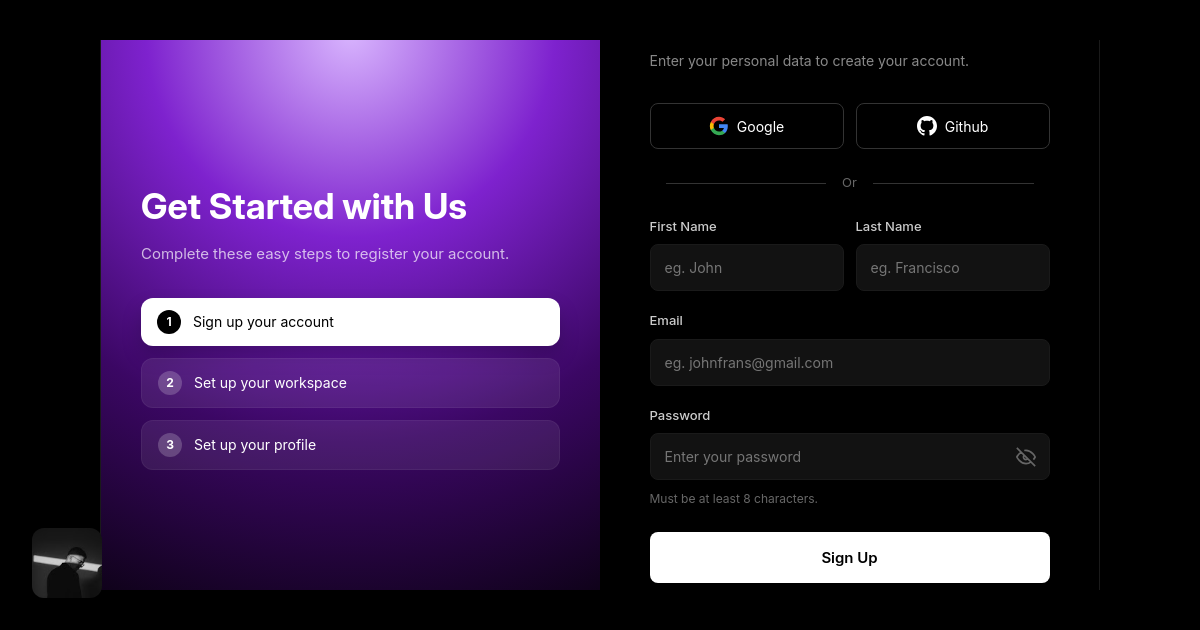 Get Started with Us
Complete these easy steps to register your account.
1 Sign up your account
2 Set up your workspace
3 Set up your profile
Enter your personal data to create your account.
Google
Github
Or
First Name
Last Name
eg. John
eg. Francisco
Email
eg. johnfrans@gmail.com
Password
Enter your password
Must be at least 8 characters.
Sign Up